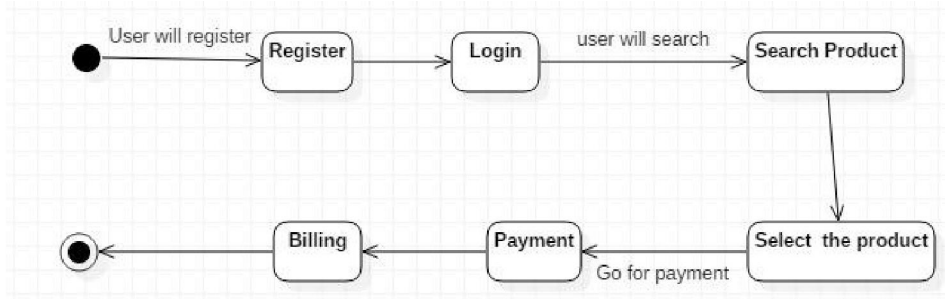 User will register
Register
Login
user will search
Search Product
Billing
Payment
Go for payment
Select  the product